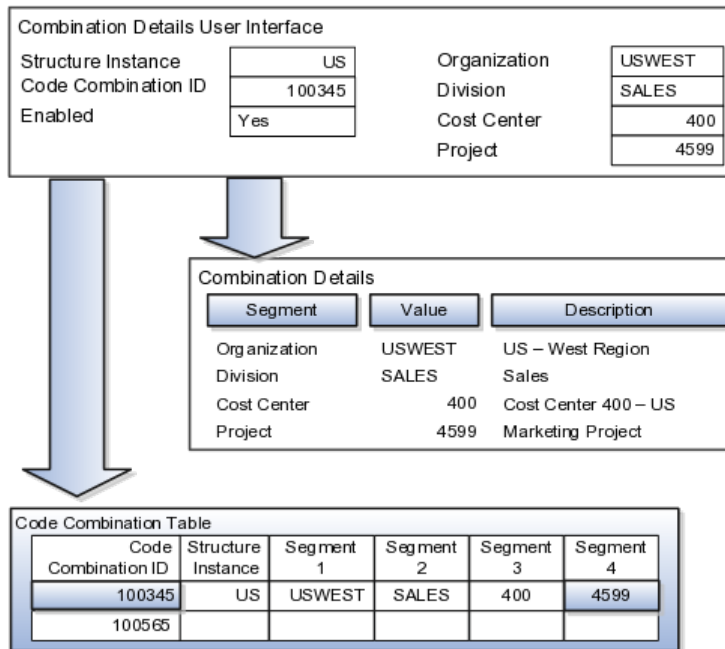 Combination Details User Interface
Structure Instance US Organization USWEST
Code Combination ID 100345 Division SALES
Enabled Yes Cost Center 400
Project 4599
Combination Details
Segment Value Description
Organization USWEST US – West Region
Division SALES Sales
Cost Center 400 Cost Center 400 – US
Project 4599 Marketing Project
Code Combination Table
Code Structure Segment Segment Segment Segment
Combination ID Instance 1 2 3 4
100345 US USWEST SALES 400 4599
100565